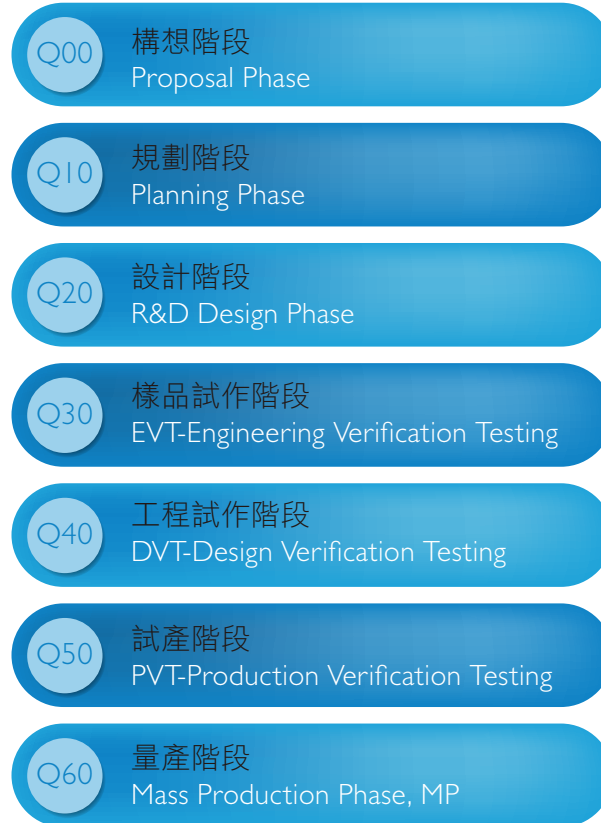 Q00
構想階段
Proposal Phase
Q10
規劃階段
Planning Phase
Q20
設計階段
R&D Design Phase
Q30
樣品試作階段
EVT-Engineering Verification Testing
Q40
工程試作階段
DVT-Design Verification Testing
Q50
試產階段
PVT-Production Verification Testing
Q60
量產階段
Mass Production Phase, MP